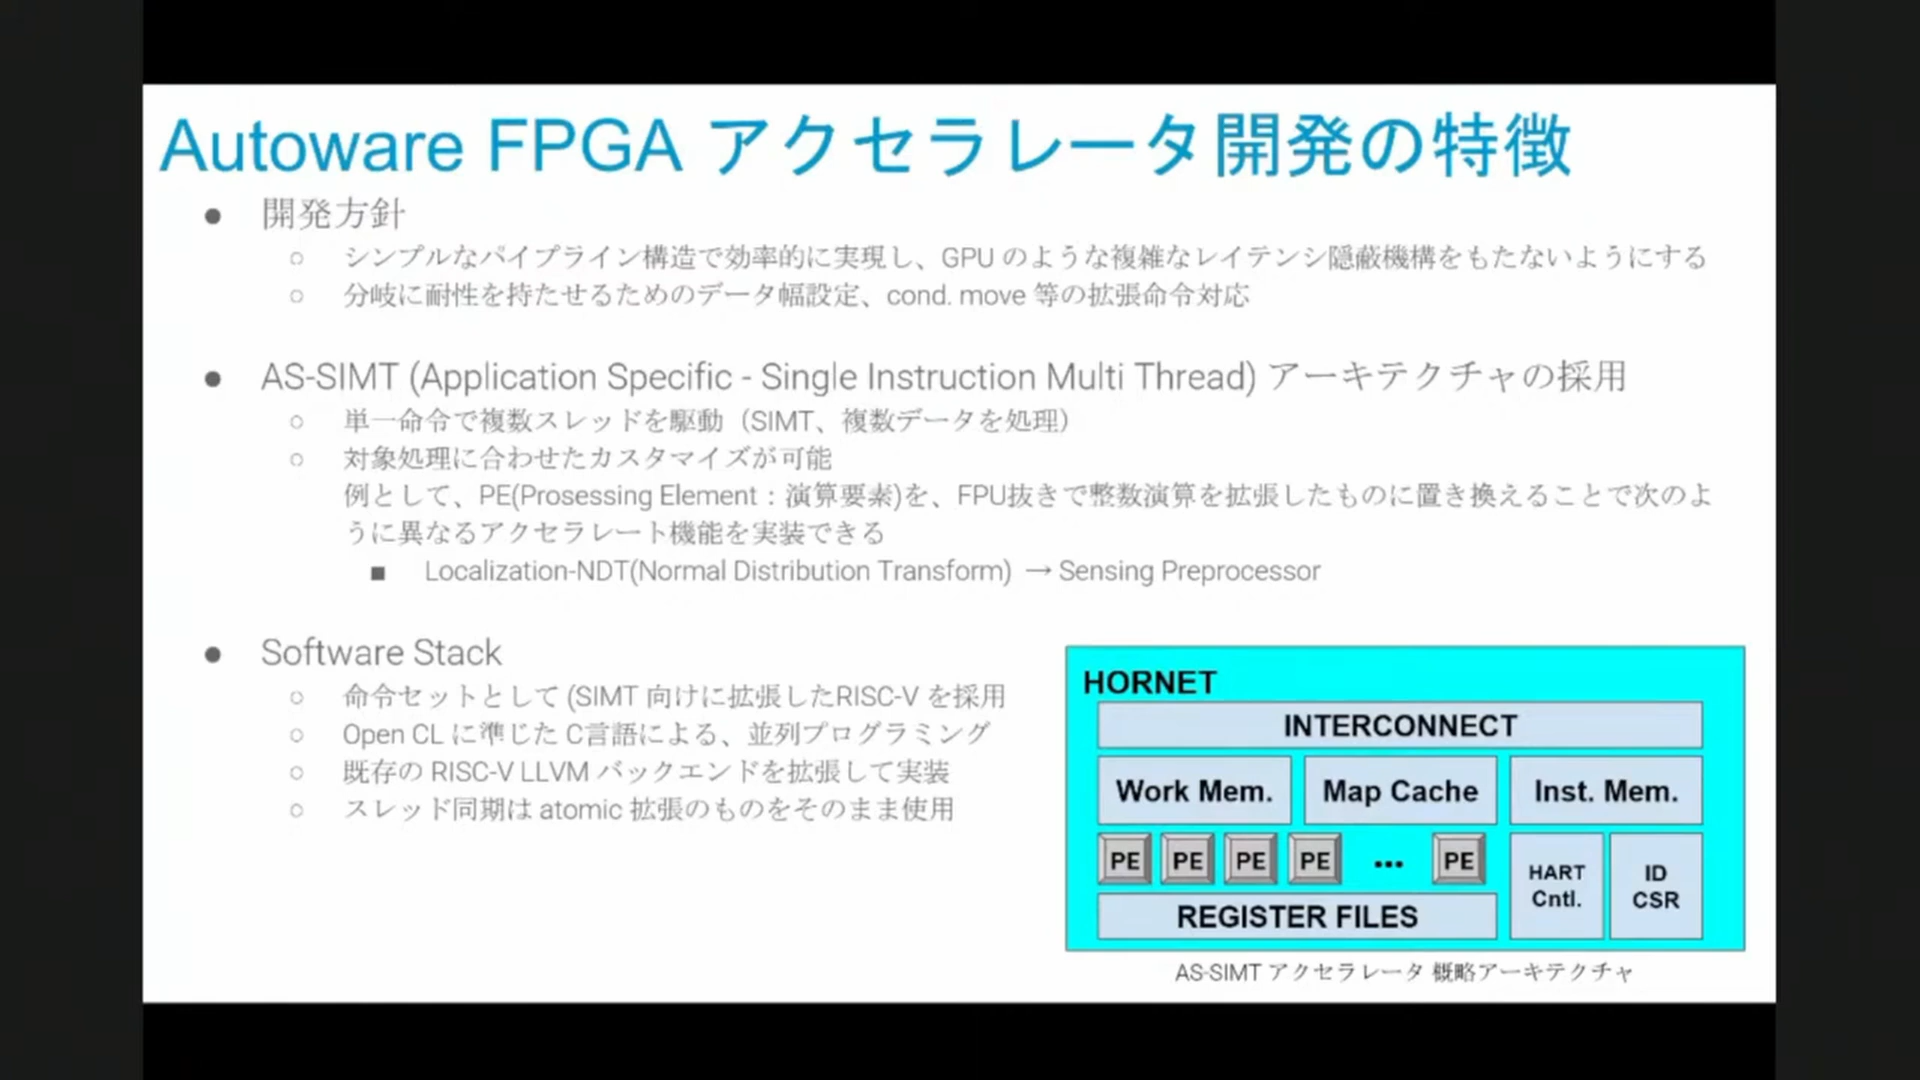 Autoware FPGA アクセラレータ開発の特徴
● 開発方針
○ シンプルなパイプライン構造で効率的に実現し、GPU のような複雑なレイテンシ隠蔽機構をもたないようにする
○ 分岐に耐性を持たせるためのデータ幅設定、cond. move 等の拡張命令対応
● AS-SIMT (Application Specific - Single Instruction Multi Thread) アーキテクチャの採用
○ 単一命令で複数スレッドを駆動（SIMT、複数データを処理）
○ 対象処理に合わせたカスタマイズが可能
例として、PE(Prosessing Element：演算要素)を、FPU抜きで整数演算を拡張したものに置き換えることで次のよ
うに異なるアクセラレート機能を実装できる
■ Localization-NDT(Normal Distribution Transform) → Sensing Preprocessor
● Software Stack
○ 命令セットとして (SIMT 向けに拡張したRISC-V を採用
○ Open CL に準じた C言語による、並列プログラミング
○ 既存の RISC-V LLVM バックエンドを拡張して実装
○ スレッド同期は atomic 拡張のものをそのまま使用
HORNET
INTERCONNECT
Work Mem. Map Cache Inst. Mem.
PE PE PE PE ... PE
HART Cntl.
ID CSR
REGISTER FILES
AS-SIMT アクセラレータ 概略アーキテクチャ